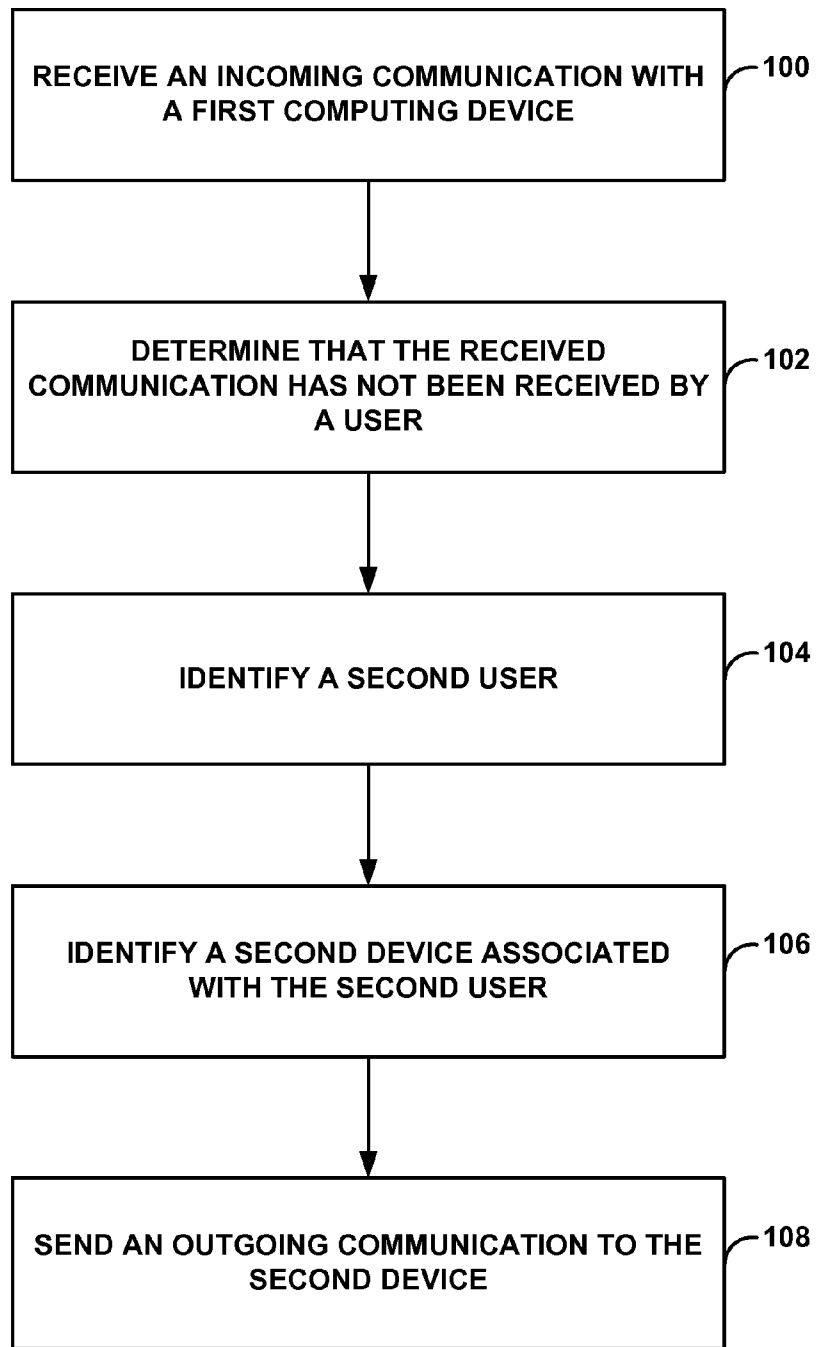 RECEIVE AN INCOMING COMMUNICATION WITH
A FIRST COMPUTING DEVICE
100
DETERMINE THAT THE RECEIVED
COMMUNICATION HAS NOT BEEN RECEIVED BY
A USER
102
IDENTIFY A SECOND USER
104
IDENTIFY A SECOND DEVICE ASSOCIATED
WITH THE SECOND USER
106
SEND AN OUTGOING COMMUNICATION TO THE
SECOND DEVICE
108